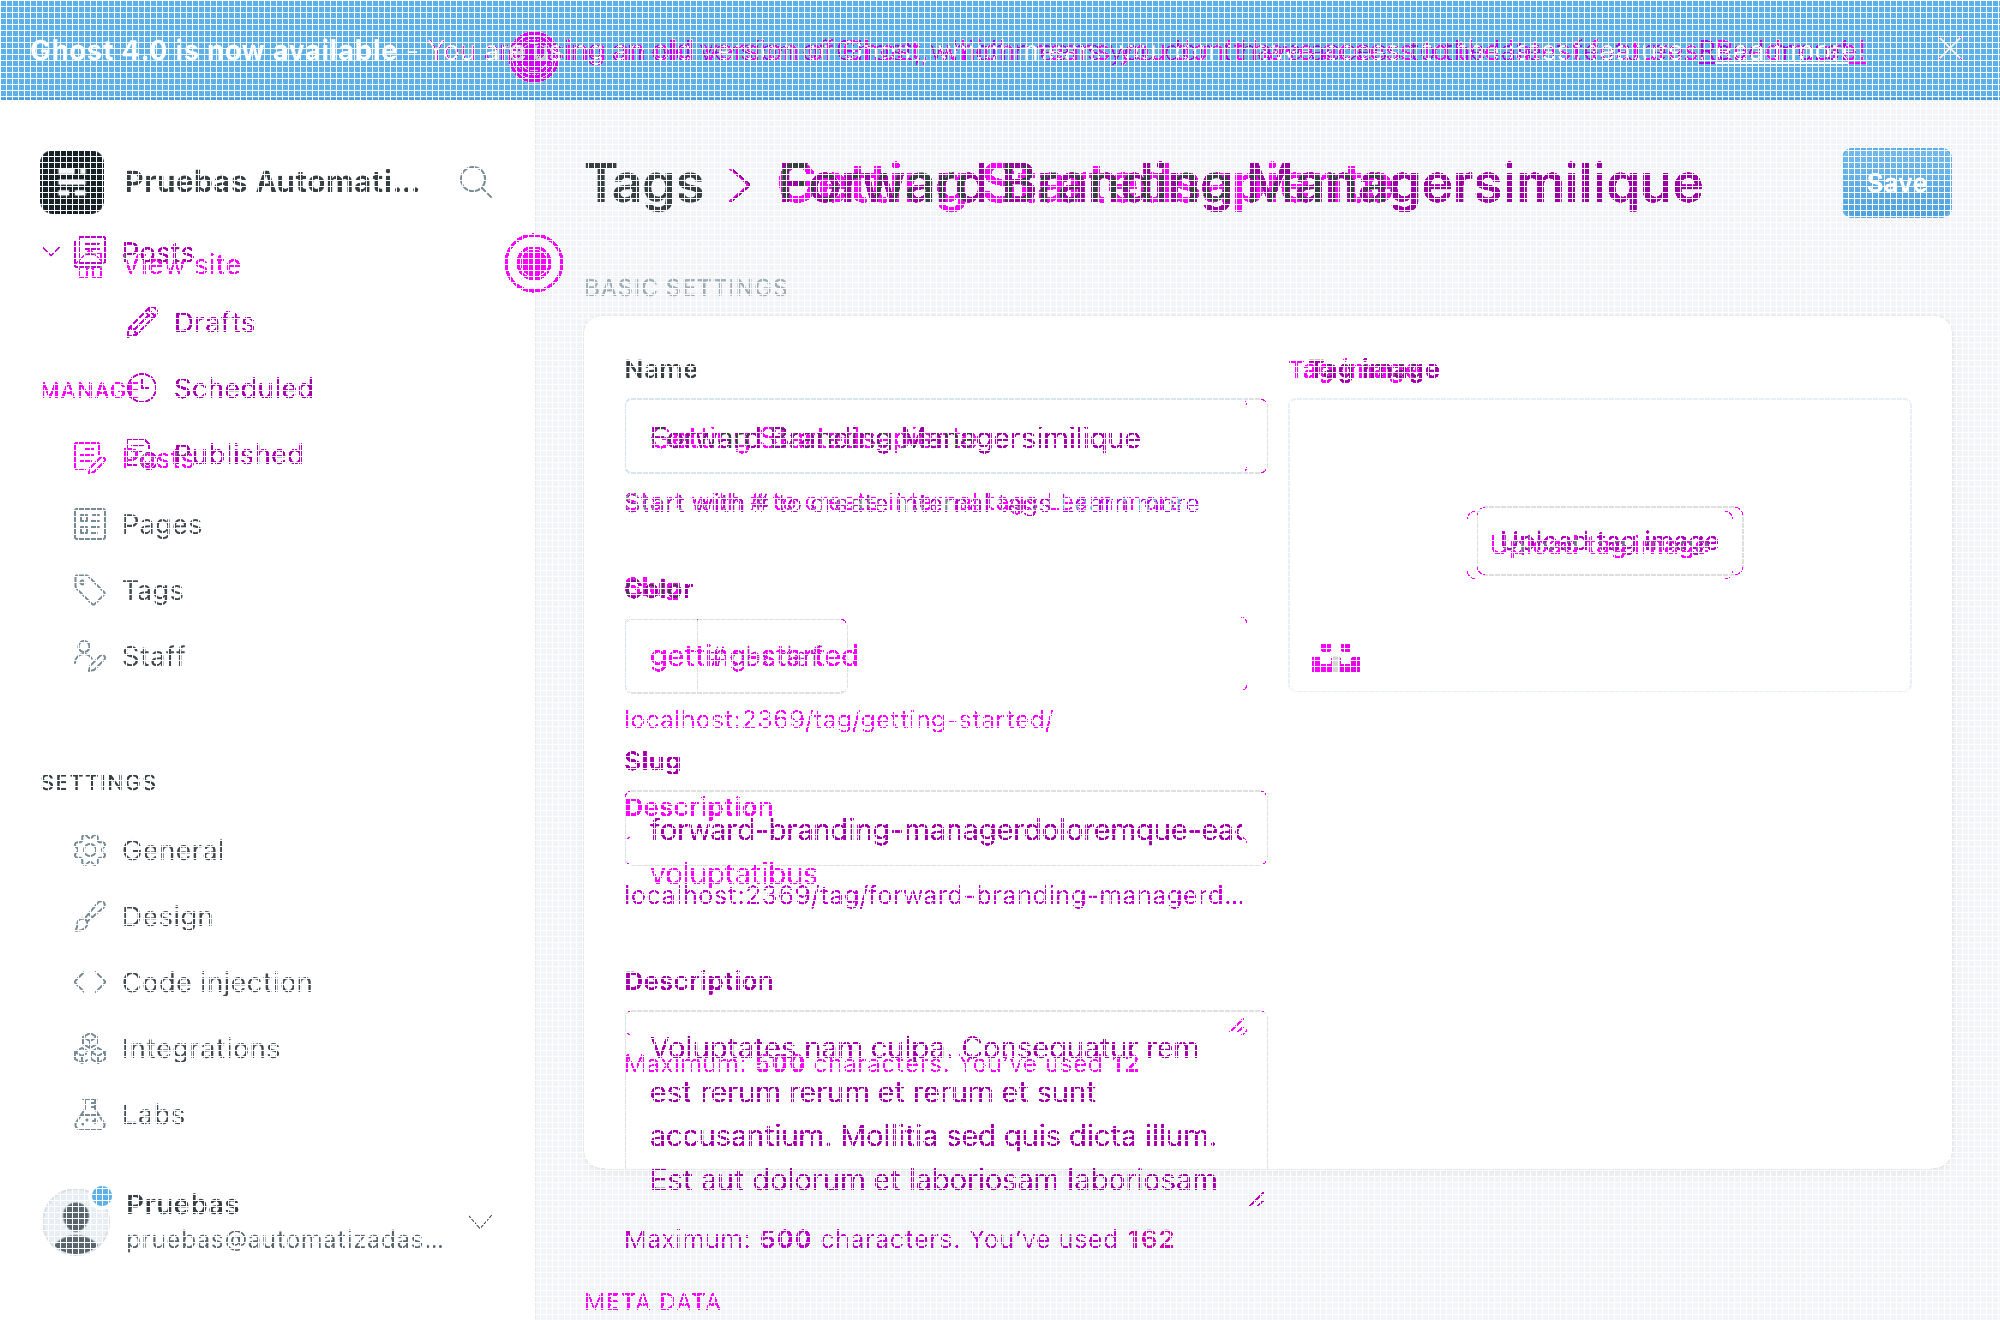 Ghost 4.0 is now available - You are using an old version of Ghost, which means you don't have access to the latest features. Read more!
Pruebas Automati...
Tags > Forward Branding Managersimilique
Save
Posts
View site
BASIC SETTINGS
Drafts
Name
Tag image
MANAGE
Scheduled
Forward Branding Managersimilique
Posts
Published
Start with # to create internal tags Learn more
Pages
Upload tag image
Tags
Color
Slug
Staff
getting-started
localhost:2369/tag/getting-started/
Slug
SETTINGS
Description
forward-branding-managerdoloremque-eac
General
voluptatibus
localhost:2369/tag/forward-branding-managerd...
Design
Code injection
Description
Integrations
Voluptates nam culpa. Consequatur rem
Maximum: 500 characters. You've used 12
est rerum rerum et rerum et sunt
Labs
accusantium. Mollitia sed quis dicta illum.
Est aut dolorum et laboriosam laboriosam
Pruebas
pruebas@automatizadas...
Maximum: 500 characters. You've used 162
META DATA